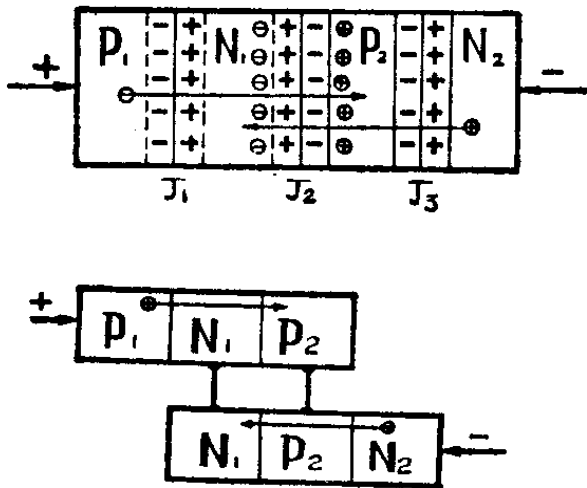 − + ⊖ + − ⊕ − +
P₁ − + N₁ ⊖ + − ⊕ P₂ − + N₂
+ − + ⊖ + − ⊕ − + −
⊖
− + ⊖ + − ⊕ − + ⊕
− + ⊖ + − ⊕ − +
J₁ J₂ J₃
+ ⊕
P₁ N₁ P₂
⊕ −
N₁ P₂ N₂